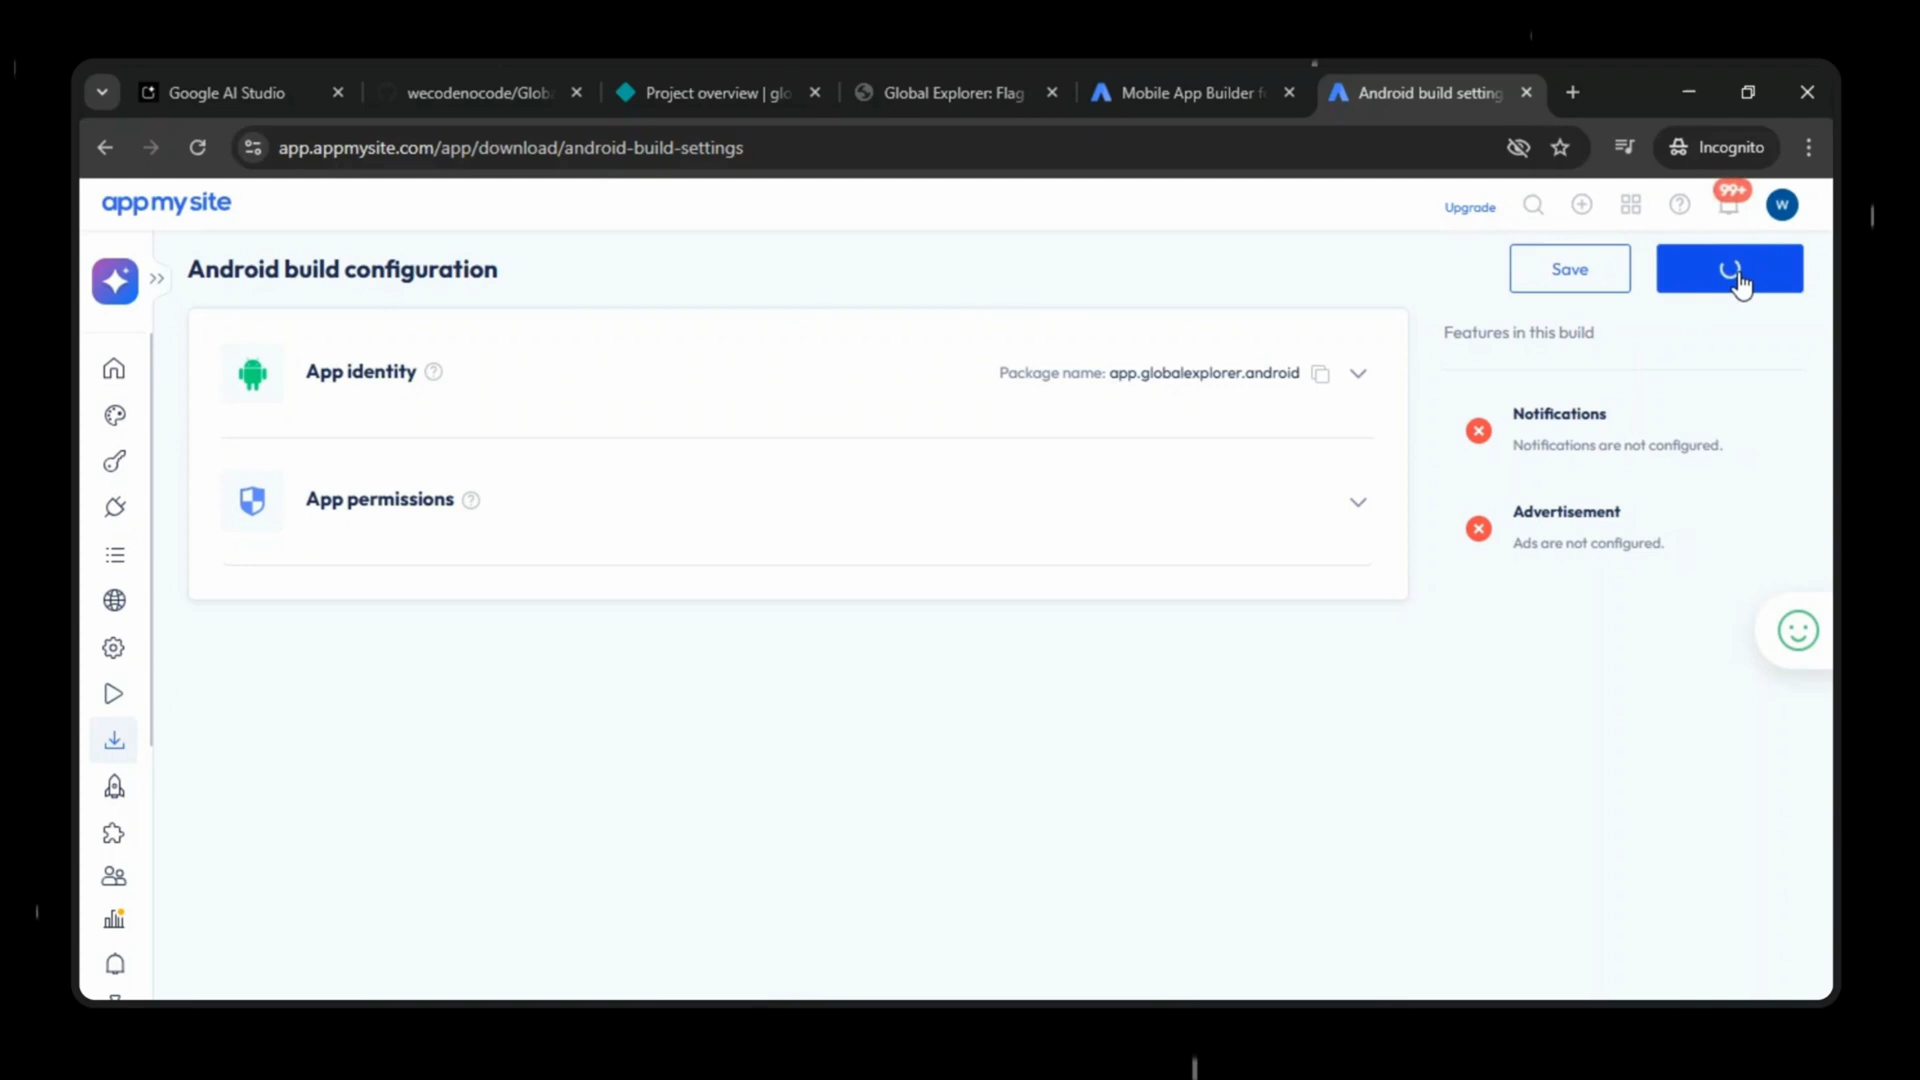 Google AI Studio
wecodenocode/Glob
Project overview | glo
Global Explorer: Flag
Mobile App Builder f
Android build setting
app.appmysite.com/app/download/android-build-settings
Incognito
appmysite
Upgrade
99+
W
Android build configuration
Save
App identity
Package name: app.globalexplorer.android
App permissions
Features in this build
Notifications
Notifications are not configured.
Advertisement
Ads are not configured.